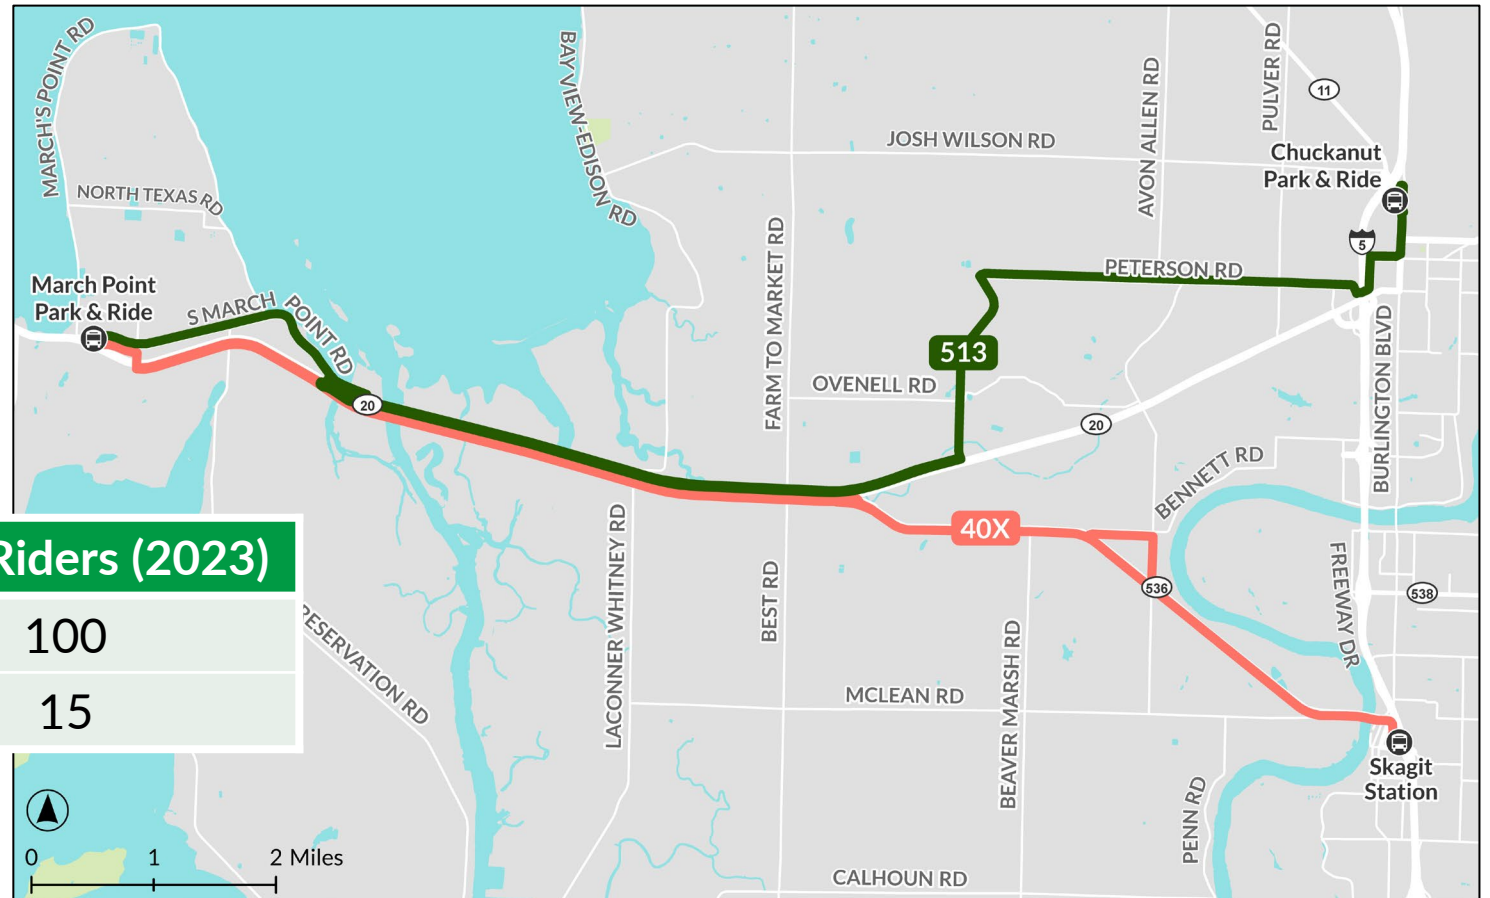 MARCH'S POINT RD
BAY VIEW-EDISON RD
AVON ALLEN RD
PULVER RD
11
JOSH WILSON RD
Chuckanut
Park & Ride
NORTH TEXAS RD
FARM TO MARKET RD
5
PETERSON RD
March Point
Park & Ride
S MARCH POINT RD
513
OVENELL RD
BURLINGTON BLVD
20
20
BENNETT RD
LACONNER WHITNEY RD
40X
Riders (2023)
100
15
BEST RD
536
FREEWAY DR
538
RESERVATION RD
BEAVER MARSH RD
MCLEAN RD
Skagit
Station
PENN RD
0 1 2 Miles
CALHOUN RD